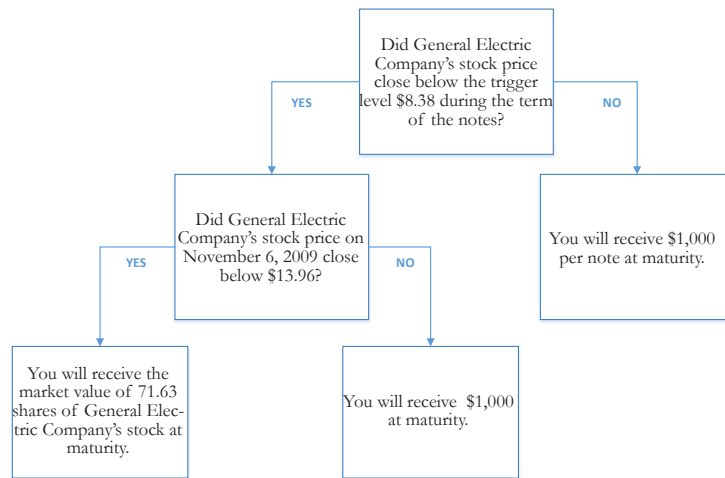 Did General Electric
Company's stock price
close below the trigger
level $8.38 during the term
of the notes?
YES
NO
Did General Electric
Company's stock price on
November 6, 2009 close
below $13.96?
You will receive $1,000
per note at maturity.
YES
NO
You will receive the
market value of 71.63
shares of General Elec-
tric Company's stock at
maturity.
You will receive $1,000
at maturity.